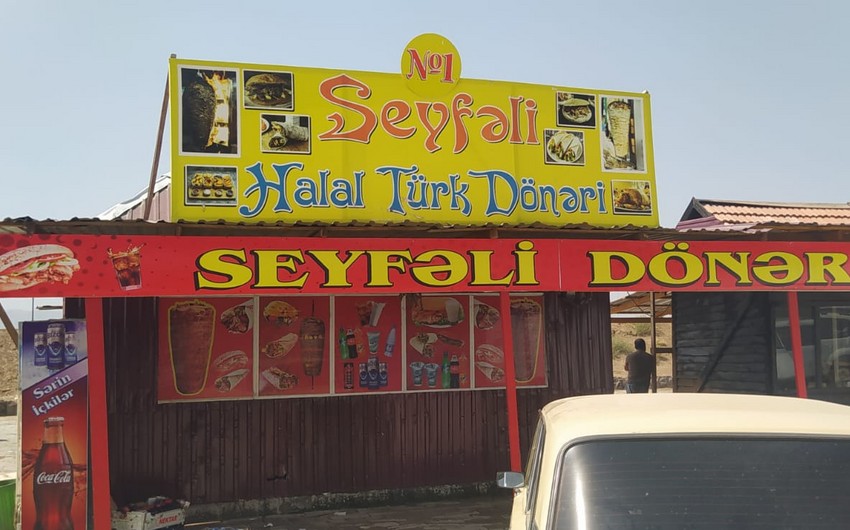 №1
Seyfəli
Halal Türk Dönəri
SEYFƏLİ DÖNƏR
Sərin
İçkilər
Coca-Cola